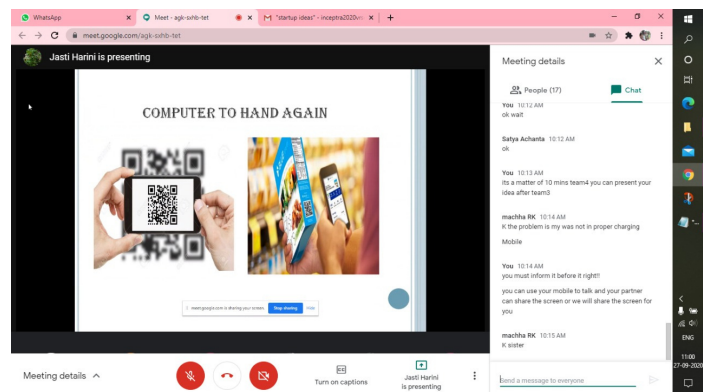 WhatsApp
Meet - agk-sxhb-tet
"startup ideas" - inceptra2020vn
meet.google.com/agk-sxhb-tet
Jasti Harini is presenting
COMPUTER TO HAND AGAIN
meet.google.com is sharing your screen.
Stop sharing
Hide
Meeting details
People (17)
Chat
You 10:12 AM
ok wait
Satya Achanta 10:12 AM
ok
You 10:13 AM
its a matter of 10 mins team4 you can present your
idea after team3
machha RK 10:14 AM
K the problem is my was not in proper charging
Mobile
You 10:14 AM
you must inform it before it right!!
you can use your mobile to talk and your partner
can share the screen or we will share the screen for
you
machha RK 10:15 AM
K sister
Send a message to everyone
Meeting details
Turn on captions
Jasti Harini
is presenting
ENG
11:00
27-09-2020